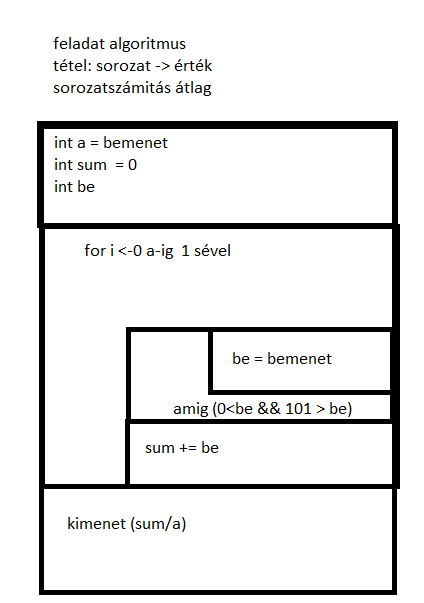 feladat algoritmus
tétel: sorozat -> érték
sorozatszámitás átlag
int a = bemenet
int sum = 0
int be
for i <-0 a-ig 1 sével
be = bemenet
amig (0<be && 101 > be)
sum += be
kimenet (sum/a)